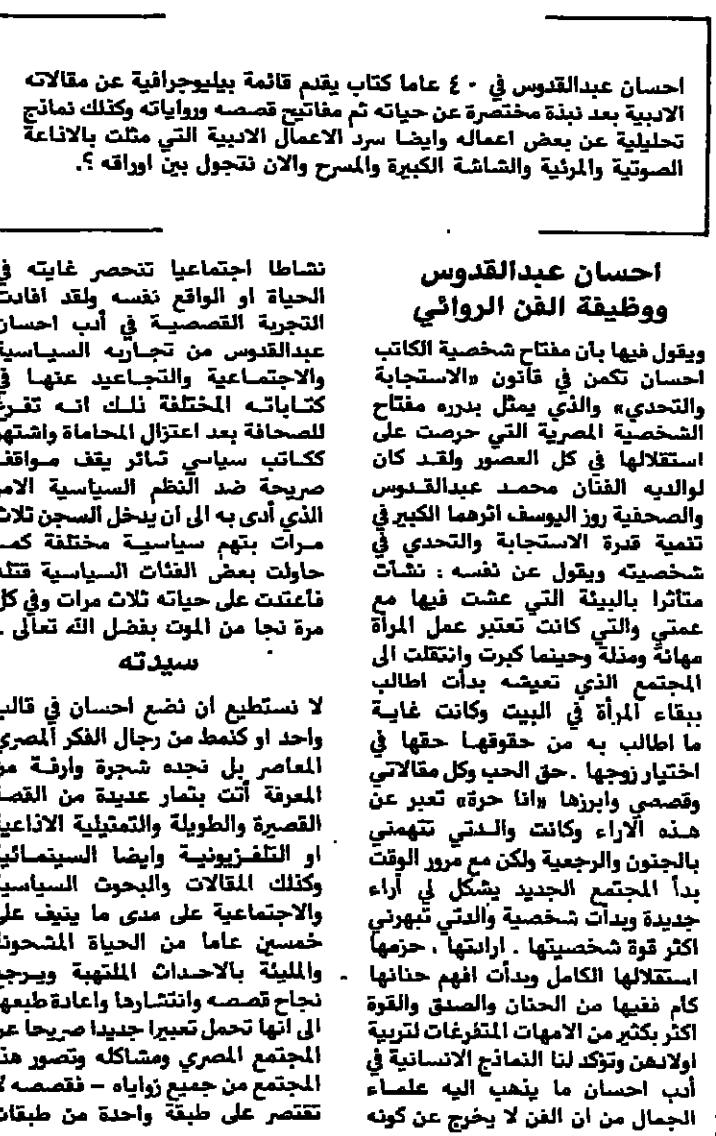 احسان عبدالقدوس في ٤٠ عاما كتاب يقدم قائمة بيليوجرافية عن مقالاته
الادبية بعد نبذة مختصرة عن حياته ثم مفاتيح قصصه ورواياته وكذلك نماذج
تحليلية عن بعض اعماله وايضا سرد الاعمال الادبية التي مثلت بالاذاعة
الصوتية والمرئية والشاشة الكبيرة والمسرح والان نتجول بين اوراقه ؟.
احسان عبدالقدوس
ووظيفة الفن الروائي
ويقول فيها بأن مفتاح شخصية الكاتب
احسان تكمن في قانون «الاستجابة
والتحدي» والذي يمثل بدرره مفتاح
الشخصية المصرية التي حرصت على
استقلالها في كل العصور ولقد كان
لوالديه الفنان محمد عبدالقدوس
والصحفية روز اليوسف اثرهما الكبير في
تنمية قدرة الاستجابة والتحدي في
شخصيته ويقول عن نفسه : نشأت
متأثرا بالبيئة التي عشت فيها مع
عمتي والتي كانت تعتبر عمل المرأة
مهانة ومذلة وحينما كبرت وانتقلت الى
المجتمع الذي تعيشه بدأت اطالب
ببقاء المرأة في البيت وكانت غاية
ما اطالب به من حقوقها حقها في
اختيار زوجها . حق الحب وكل مقالاتي
وقصصي وابرزها «انا حرة» تعبر عن
هذه الاراء وكانت والدتي تتهمني
بالجنون والرجعية ولكن مع مرور الوقت
بدأ المجتمع الجديد يشكل لي آراء
جديدة وبدأت شخصية والدتي تبهرني
اكثر قوة شخصيتها . ارادتها ، حزمها
استقلالها الكامل وبدأت افهم حنانها
كام ففيها من الحنان والصدق والقوة
اكثر بكثير من الامهات المتفرغات لتربية
اولادهن وتؤكد لنا النماذج الانسانية في
أدب احسان ما يذهب اليه علماء
الجمال من ان الفن لا يخرج عن كونه
نشاطا اجتماعيا تنحصر غايته في
الحياة او الواقع نفسه ولقد افادت
التجربة القصصية في أدب احسان
عبدالقدوس من تجاربه السياسية
والاجتماعية والتجاعيد عنها في
كتاباته المختلفة ذلك انه تفرغ
للصحافة بعد اعتزال المحاماة واشتهر
ككاتب سياسي ثائر يقف مواقف
صريحة ضد النظم السياسية الامر
الذي أدى به الى أن يدخل السجن ثلاث
مرات بتهم سياسية مختلفة كما
حاولت بعض الفئات السياسية قتله
فأعتدت على حياته ثلاث مرات وفي كل
مرة نجا من الموت بفضل الله تعالى .
سيدته
لا نستطيع ان نضع احسان في قالب
واحد او كنمط من رجال الفكر المصري
المعاصر بل نجده شجرة وارفة من
المعرفة أتت بثمار عديدة من القصة
القصيرة والطويلة والتمثيلية الاذاعية
او التلفزيونية وايضا السينمائية
وكذلك المقالات والبحوث السياسية
والاجتماعية على مدى ما ينيف على
خمسين عاما من الحياة المشحونة
والمليئة بالاحداث الملتهبة ويرجع
نجاح قصصه وانتشارها واعادة طبعها
الى انها تحمل تعبيرا جديدا صريحا عن
المجتمع المصري ومشاكله وتصور هذا
المجتمع من جميع زواياه – فقصصه لا
تقتصر على طبقة واحدة من طبقات